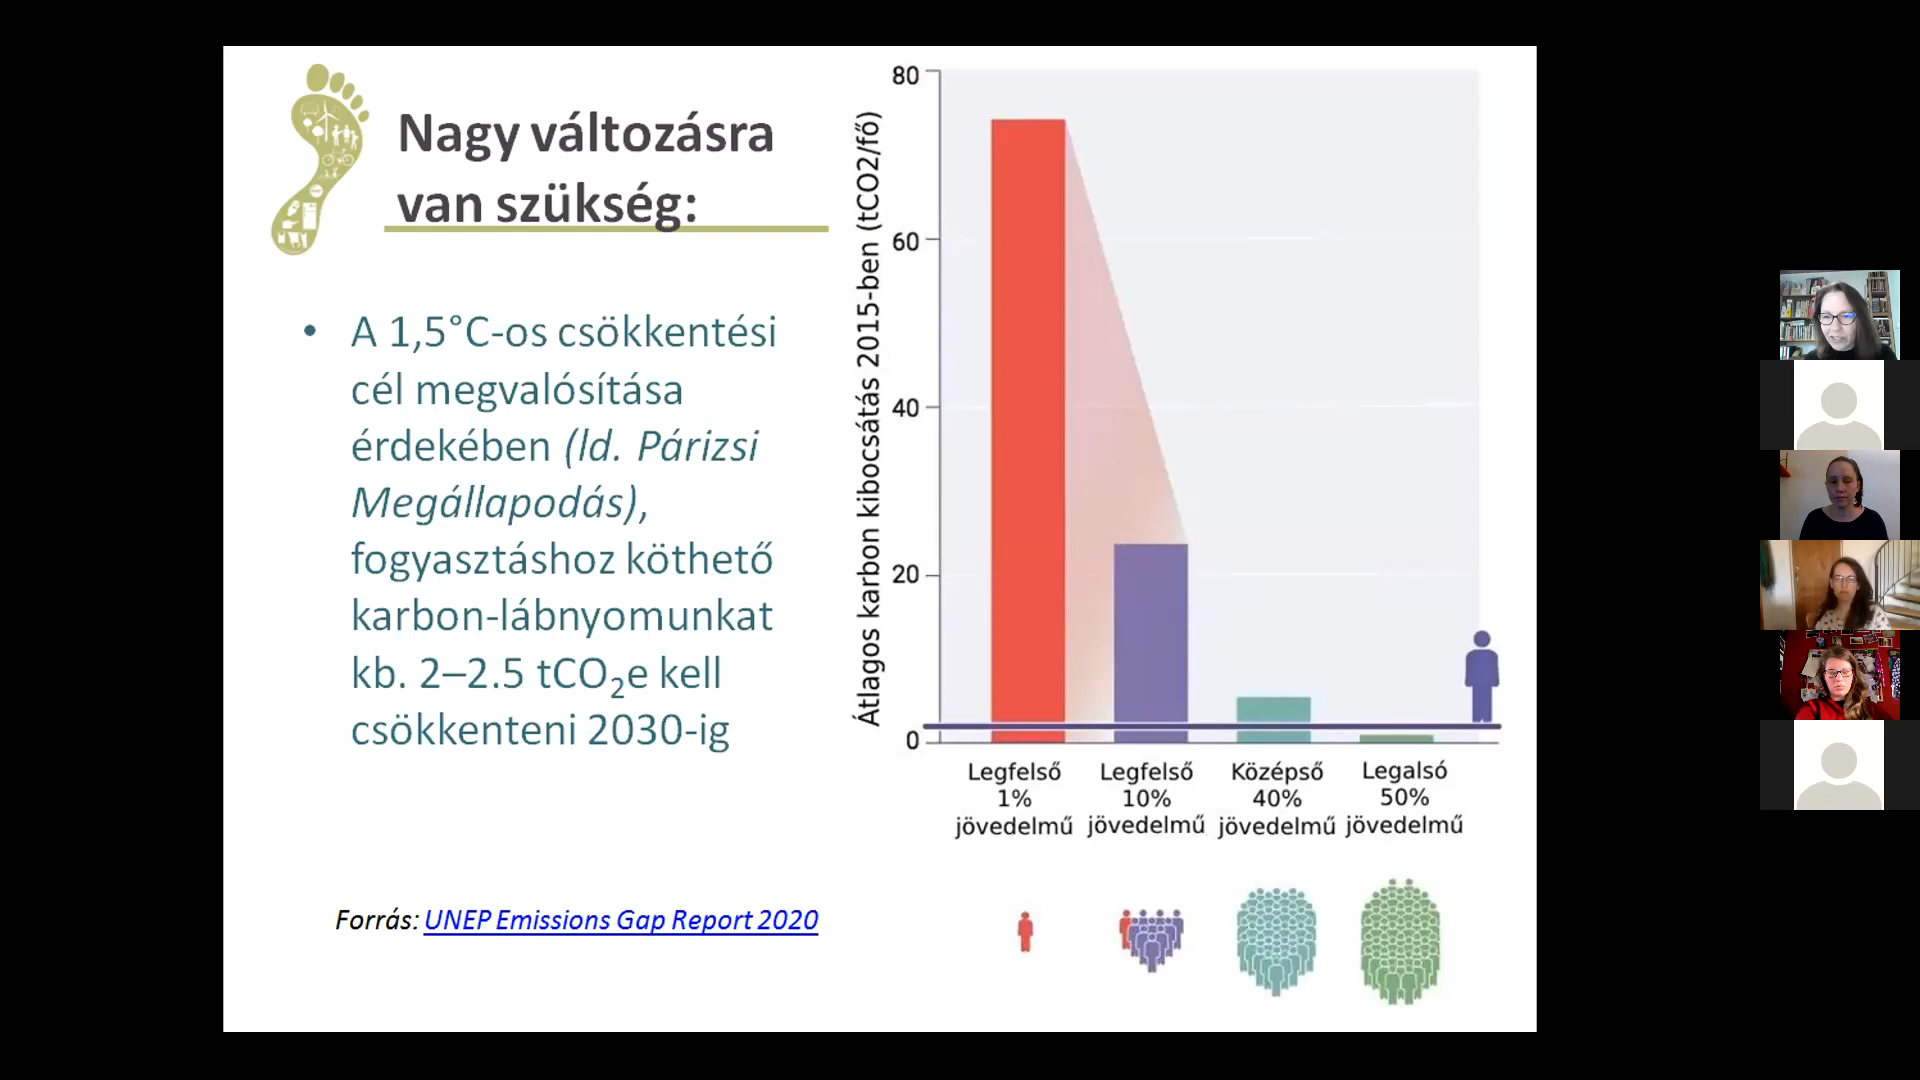 Nagy változásra
van szükség:
• A 1,5°C-os csökkentési
cél megvalósítása
érdekében (ld. Párizsi
Megállapodás),
fogyasztáshoz köthető
karbon-lábnyomunkat
kb. 2–2.5 tCO₂e kell
csökkenteni 2030-ig
Forrás: UNEP Emissions Gap Report 2020
Átlagos karbon kibocsátás 2015-ben (tCO2/fő)
80
60
40
20
0
Legfelső
1%
jövedelmű
Legfelső
10%
jövedelmű
Középső
40%
jövedelmű
Legalsó
50%
jövedelmű